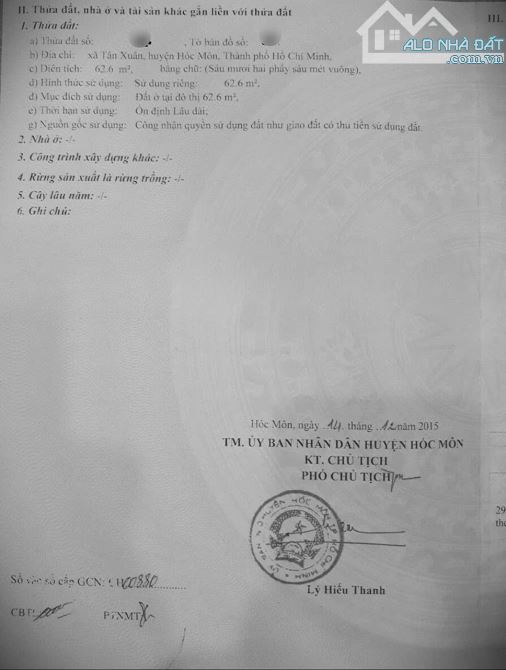 II. Thửa đất, nhà ở và tài sản khác gắn liền với thửa đất
III.
ALO NHÀ ĐẤT
.com.vn
1. Thửa đất:
a) Thửa đất số: , Tờ bản đồ số: .
b) Địa chỉ: xã Tân Xuân, huyện Hóc Môn, Thành phố Hồ Chí Minh,
c) Diện tích: 62.6 m², bằng chữ: (Sáu mươi hai phẩy sáu mét vuông),
d) Hình thức sử dụng: Sử dụng riêng: 62.6 m²,
đ) Mục đích sử dụng: Đất ở tại đô thị 62.6 m²,
e) Thời hạn sử dụng: Ổn định Lâu dài;
g) Nguồn gốc sử dụng: Công nhận quyền sử dụng đất như giao đất có thu tiền sử dụng đất.
2. Nhà ở: -/-
3. Công trình xây dựng khác: -/-
4. Rừng sản xuất là rừng trồng: -/-
5. Cây lâu năm: -/-
6. Ghi chú:
Hóc Môn, ngày 14 tháng 12 năm 2015
TM. ỦY BAN NHÂN DÂN HUYỆN HÓC MÔN
KT. CHỦ TỊCH
PHÓ CHỦ TỊCH
29
Lý Hiếu Thanh
Số vào sổ cấp GCN: CH00880
CBTL
PTNMT